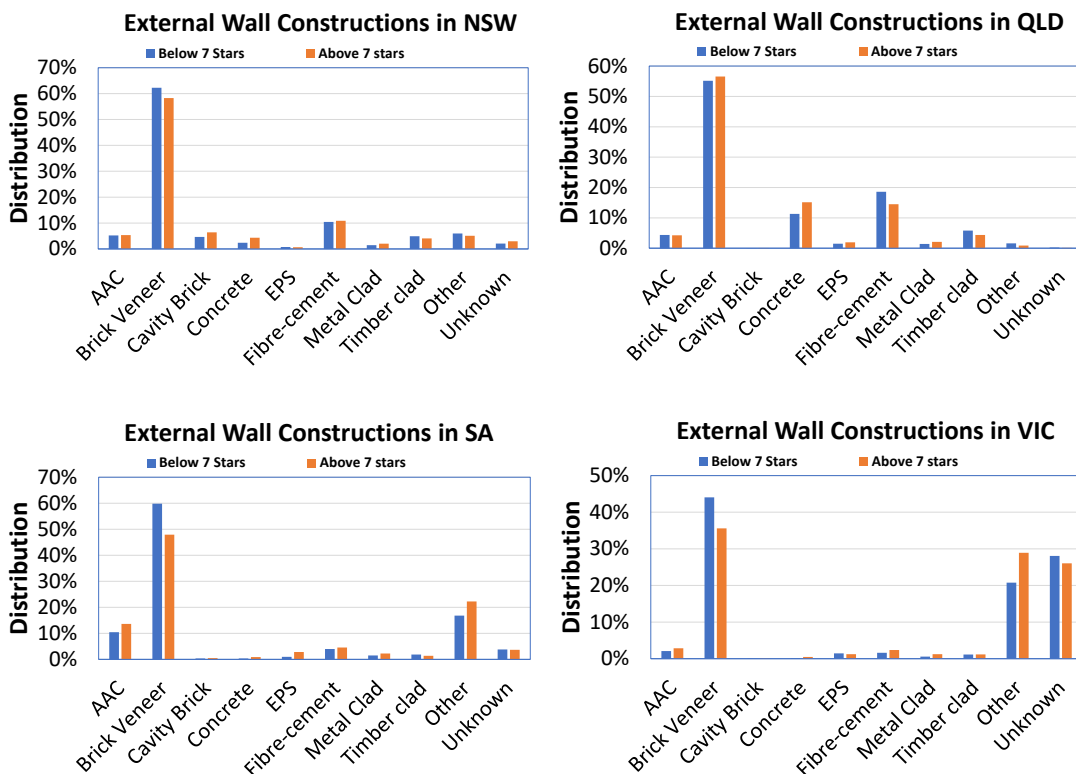 External Wall Constructions in NSW
Below 7 Stars
Above 7 stars
Distribution
70%
60%
50%
40%
30%
20%
10%
0%
AAC
Brick Veneer
Cavity Brick
Concrete
EPS
Fibre-cement
Metal Clad
Timber clad
Other
Unknown
External Wall Constructions in QLD
Below 7 Stars
Above 7 stars
Distribution
60%
50%
40%
30%
20%
10%
0%
AAC
Brick Veneer
Cavity Brick
Concrete
EPS
Fibre-cement
Metal Clad
Timber clad
Other
Unknown
External Wall Constructions in SA
Below 7 Stars
Above 7 stars
Distribution
70%
60%
50%
40%
30%
20%
10%
0%
AAC
Brick Veneer
Cavity Brick
Concrete
EPS
Fibre-cement
Metal Clad
Timber clad
Other
Unknown
External Wall Constructions in VIC
Below 7 Stars
Above 7 stars
Distribution
50%
40%
30%
20%
10%
0%
AAC
Brick Veneer
Cavity Brick
Concrete
EPS
Fibre-cement
Metal Clad
Timber clad
Other
Unknown